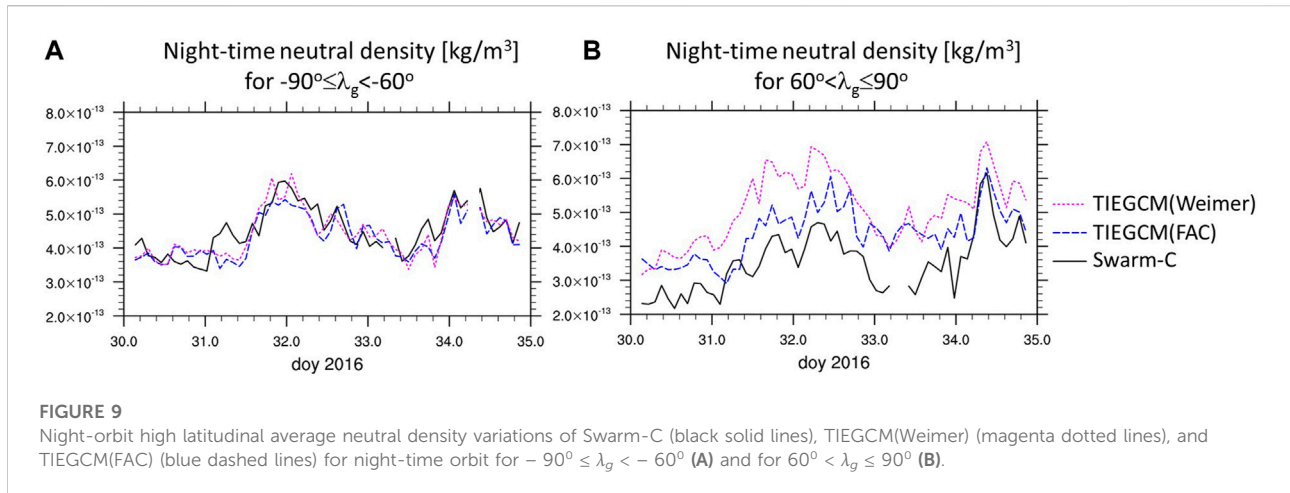 A
Night-time neutral density [kg/m³]
for -90º≤λg<-60º
8.0×10⁻¹³
7.0×10⁻¹³
6.0×10⁻¹³
5.0×10⁻¹³
4.0×10⁻¹³
3.0×10⁻¹³
2.0×10⁻¹³
30.0
31.0
32.0
33.0
34.0
35.0
doy 2016
B
Night-time neutral density [kg/m³]
for 60º<λg≤90º
8.0×10⁻¹³
7.0×10⁻¹³
6.0×10⁻¹³
5.0×10⁻¹³
4.0×10⁻¹³
3.0×10⁻¹³
2.0×10⁻¹³
30.0
31.0
32.0
33.0
34.0
35.0
doy 2016
TIEGCM(Weimer)
TIEGCM(FAC)
Swarm-C
FIGURE 9
Night-orbit high latitudinal average neutral density variations of Swarm-C (black solid lines), TIEGCM(Weimer) (magenta dotted lines), and
TIEGCM(FAC) (blue dashed lines) for night-time orbit for − 90⁰ ≤ λg < − 60⁰ (A) and for 60⁰ < λg ≤ 90⁰ (B).